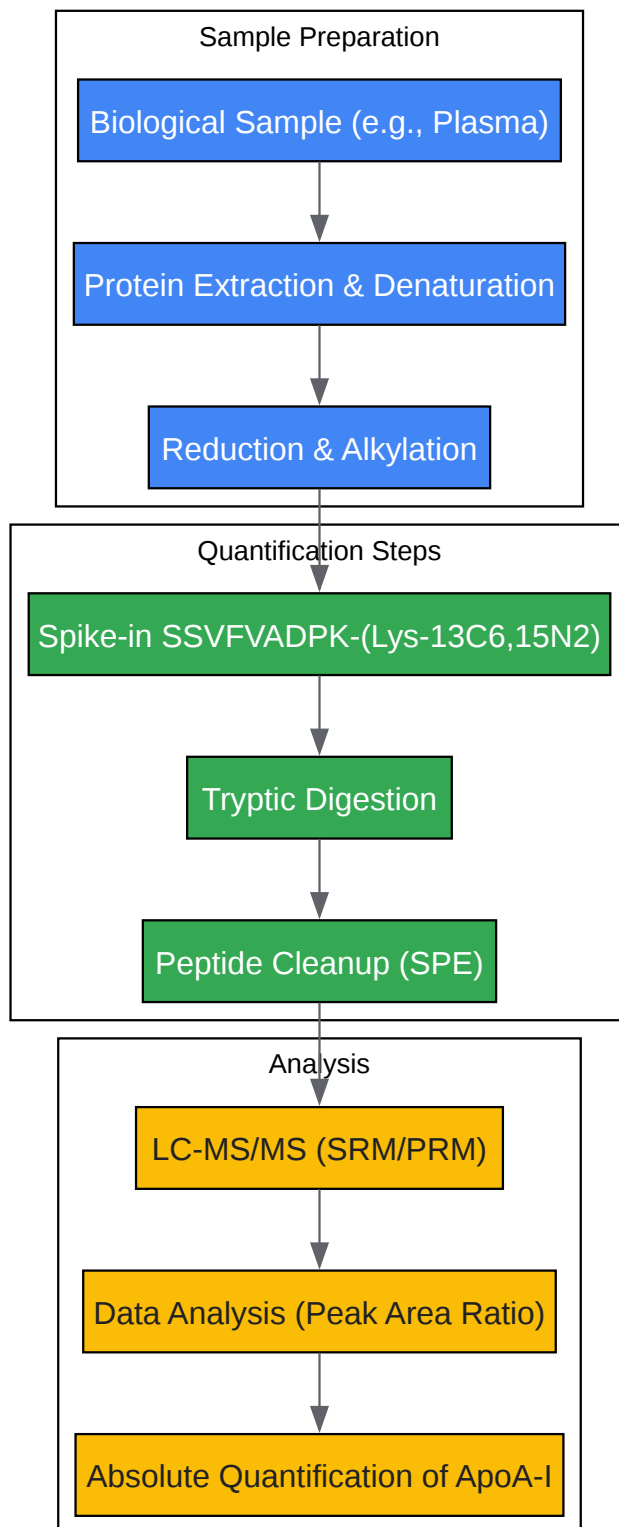 Sample Preparation
Biological Sample (e.g., Plasma)
Protein Extraction & Denaturation
Reduction & Alkylation
Quantification Steps
Spike-in SSVFVADPK-(Lys-13C6,15N2)
Tryptic Digestion
Peptide Cleanup (SPE)
Analysis
LC-MS/MS (SRM/PRM)
Data Analysis (Peak Area Ratio)
Absolute Quantification of ApoA-I